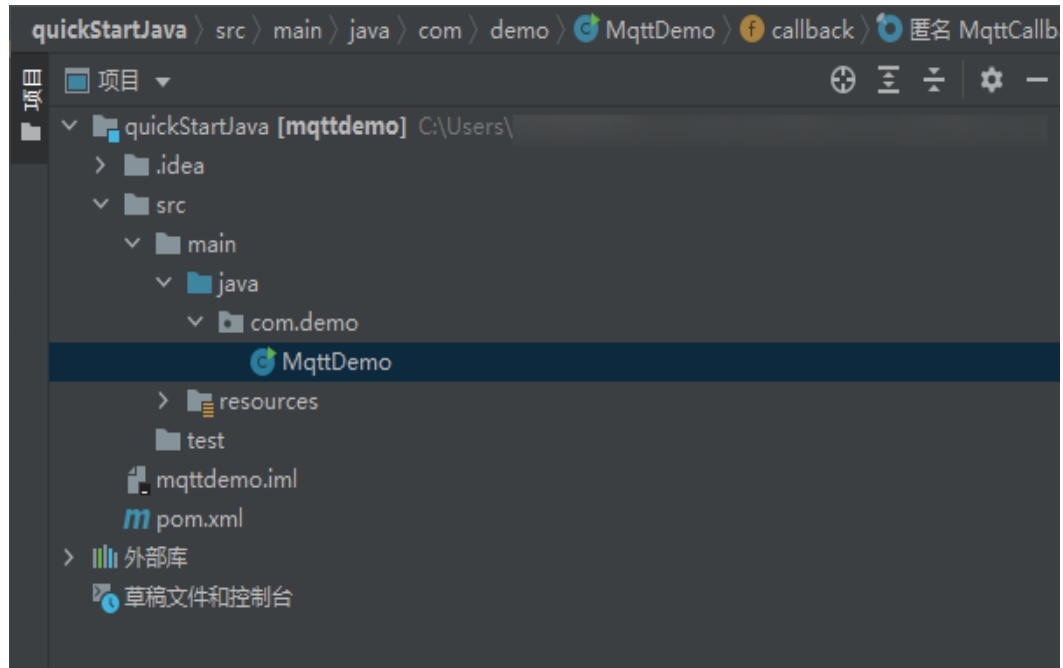 quickStartJava 〉 src 〉 main 〉 java 〉 com 〉 demo 〉 MqttDemo 〉 f callback 〉 匿名 MqttCallb
项目
项目
quickStartJava [mqttdemo] C:\Users\
.idea
src
main
java
com.demo
MqttDemo
resources
test
mqttdemo.iml
m pom.xml
外部库
草稿文件和控制台